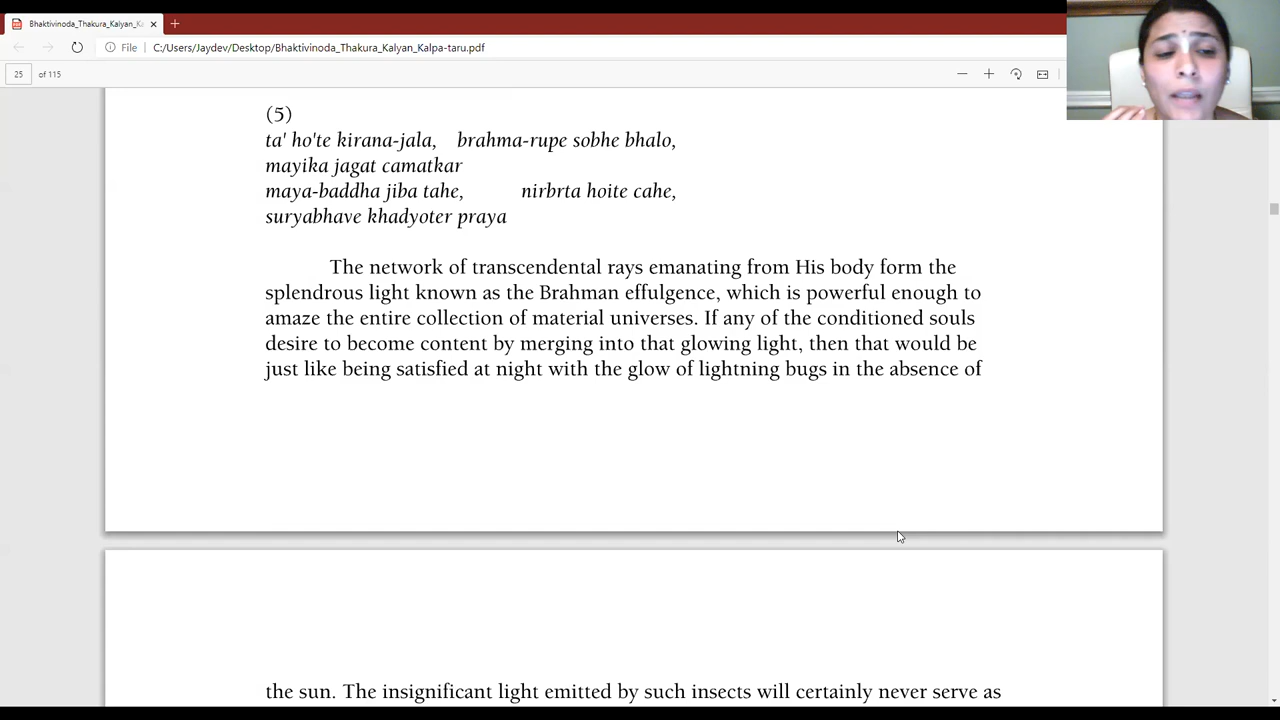 Bhaktivinoda_Thakura_Kalyan_K
File
C:/Users/Jaydev/Desktop/Bhaktivinoda_Thakura_Kalyan_Kalpa-taru.pdf
25 of 115
(5)
ta' ho'te kirana-jala, brahma-rupe sobhe bhalo,
mayika jagat camatkar
maya-baddha jiba tahe, nirbrta hoite cahe,
suryabhave khadyoter praya
The network of transcendental rays emanating from His body form the
splendrous light known as the Brahman effulgence, which is powerful enough to
amaze the entire collection of material universes. If any of the conditioned souls
desire to become content by merging into that glowing light, then that would be
just like being satisfied at night with the glow of lightning bugs in the absence of
the sun. The insignificant light emitted by such insects will certainly never serve as